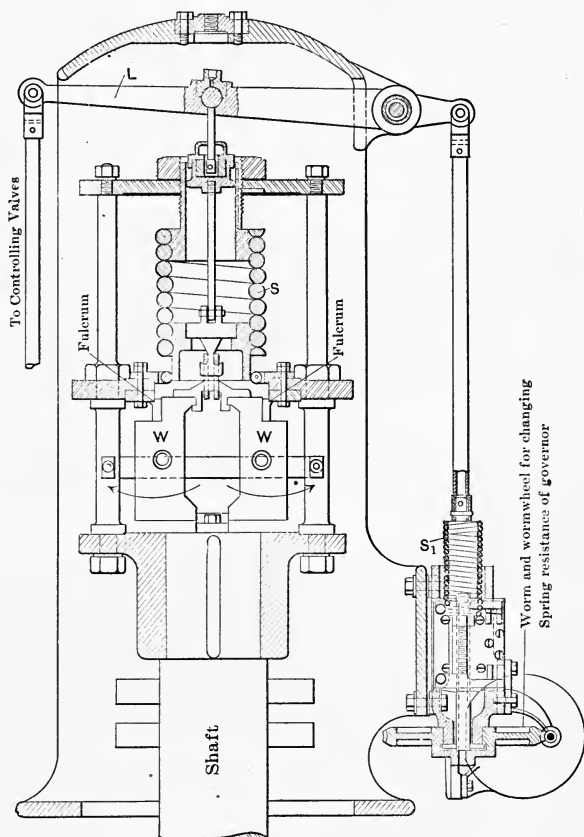 L
To Controlling Valves
S
Fulcrum
Fulcrum
W
W
S1
Worm and wormwheel for changing
Spring resistance of governor
Shaft